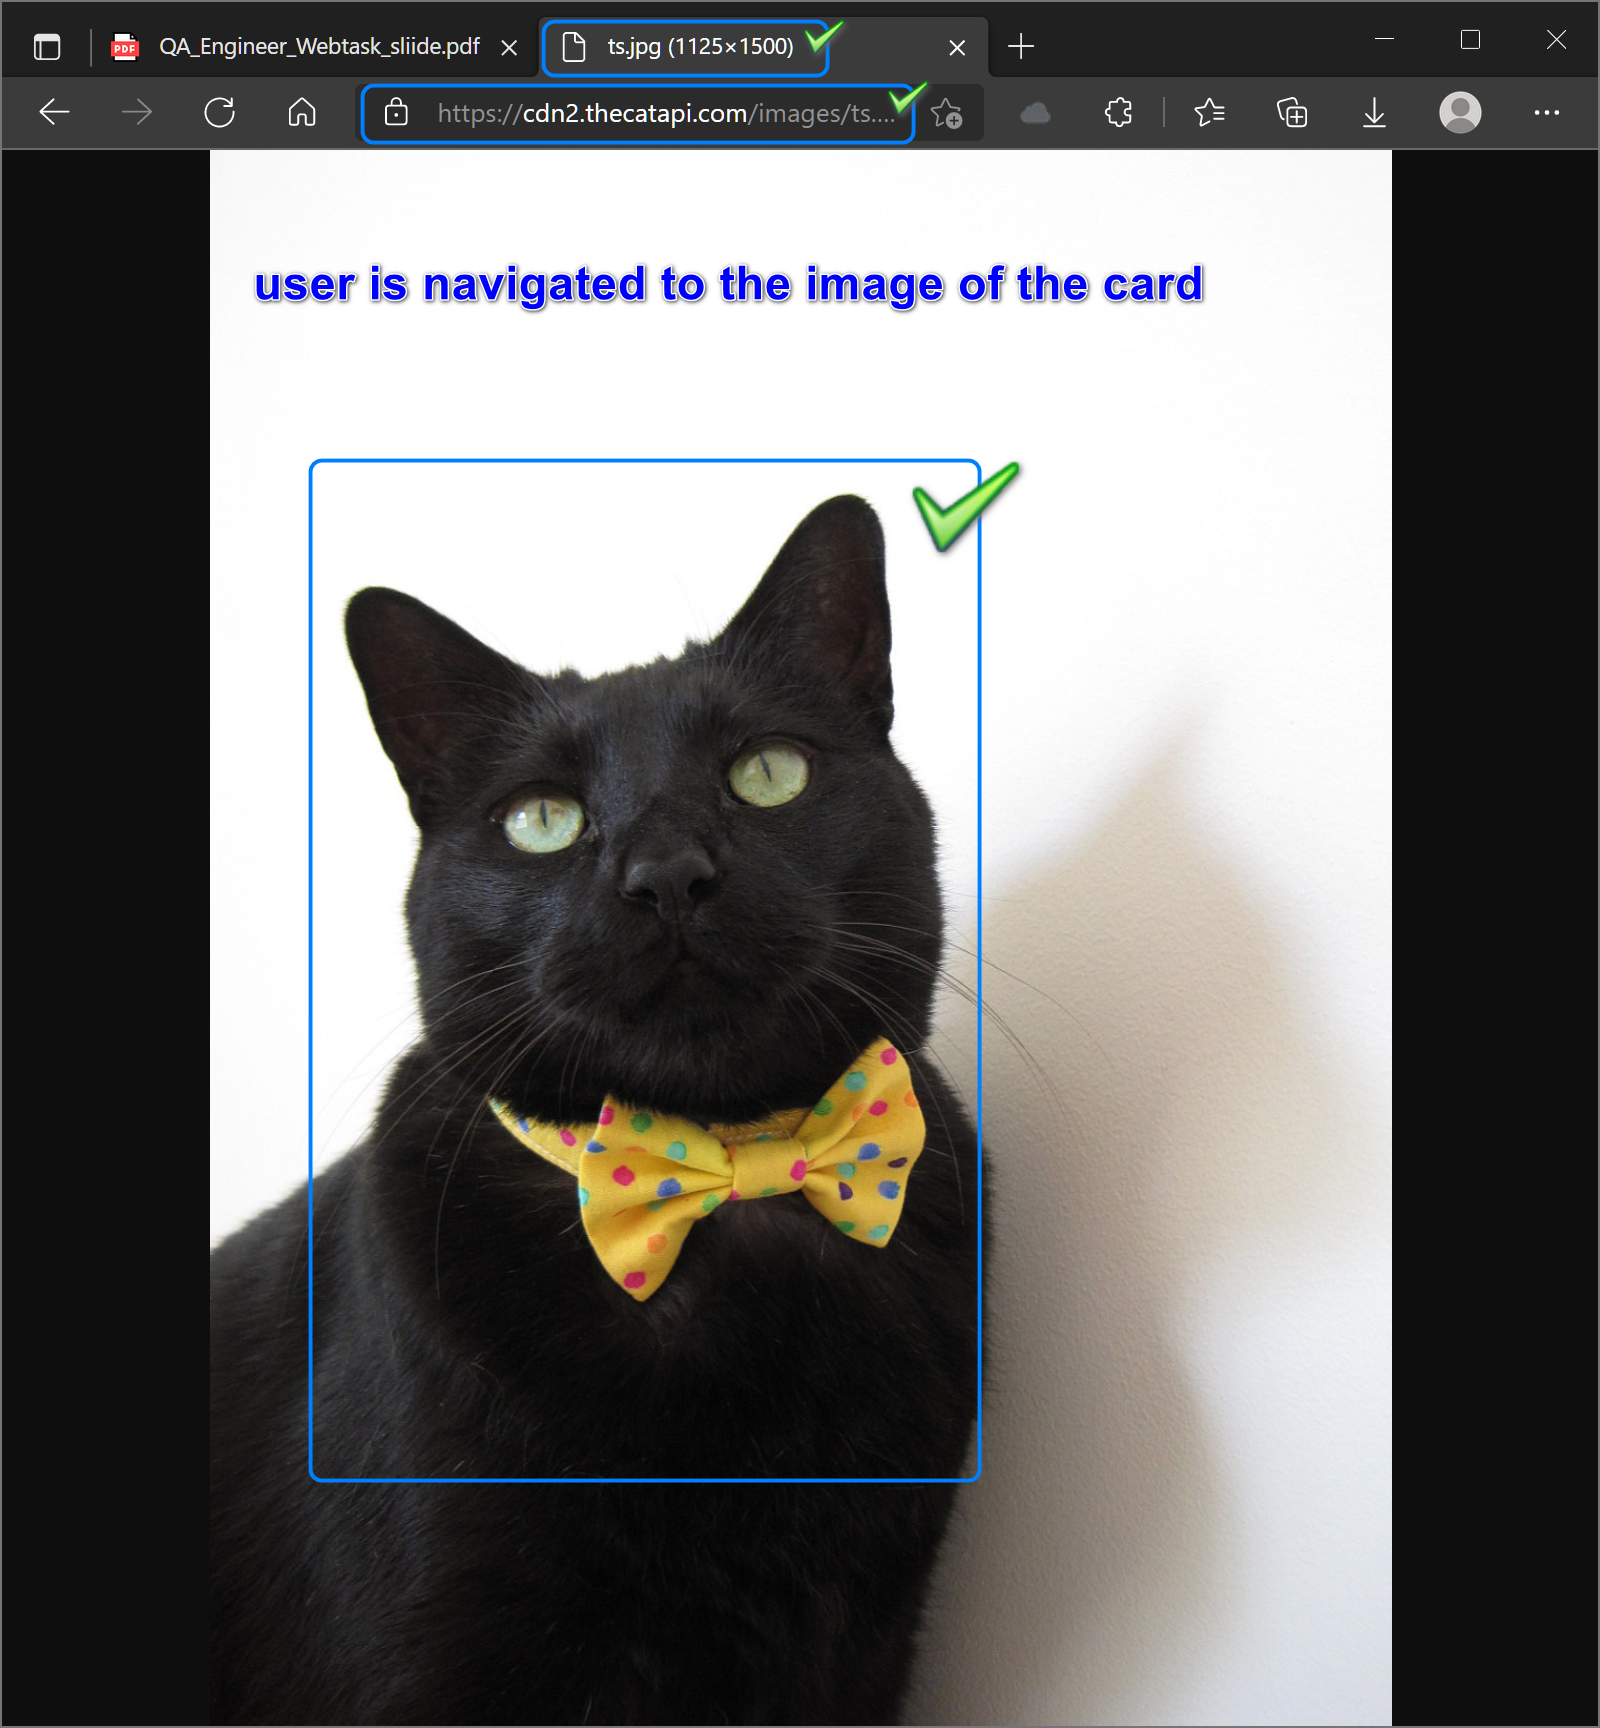 QA_Engineer_Webtask_sliide.pdf
ts.jpg (1125×1500)
https://cdn2.thecatapi.com/images/ts....
PDF
user is navigated to the image of the card